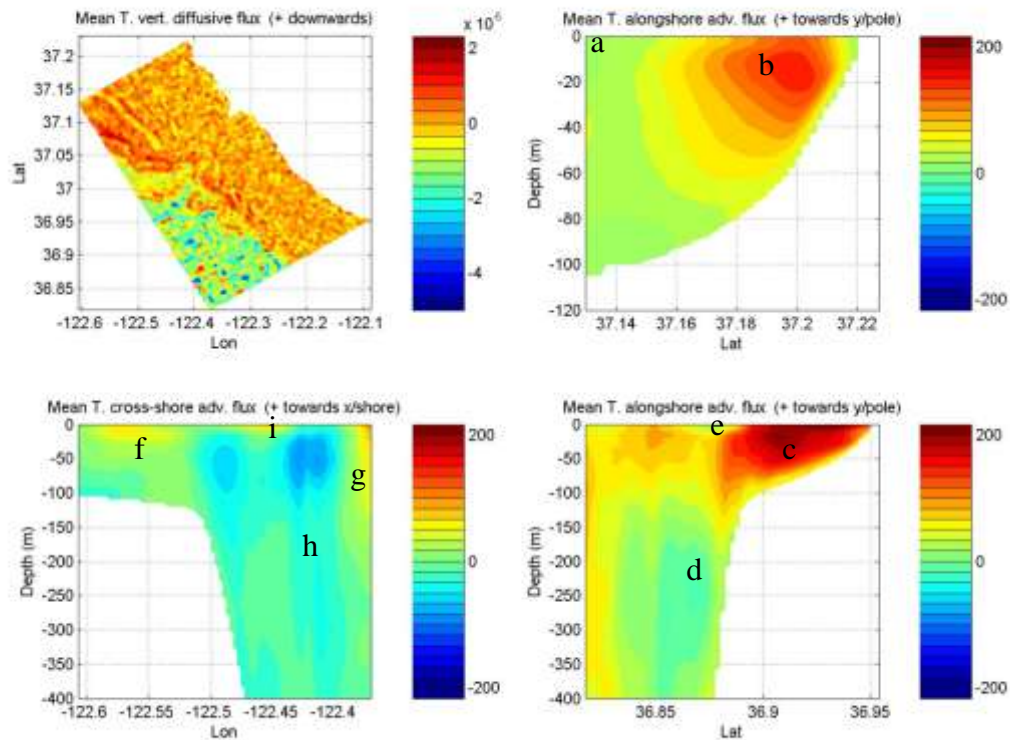 Mean T. vert. diffusive flux (+ downwards)
x 10^6
37.2
37.15
37.1
37.05
37
36.95
36.9
36.85
Lat
-122.6 -122.5 -122.4 -122.3 -122.2 -122.1
Lon
2
0
-2
-4
Mean T. alongshore adv. flux (+ towards y/pole)
0
-20
-40
-60
-80
-100
-120
Depth (m)
a
b
37.14 37.16 37.18 37.2 37.22
Lat
200
100
0
-100
-200
Mean T. cross-shore adv. flux (+ towards x/shore)
0
-50
-100
-150
-200
-250
-300
-350
-400
Depth (m)
f
i
g
h
-122.6 -122.55 -122.5 -122.45 -122.4
Lon
200
100
0
-100
-200
Mean T. alongshore adv. flux (+ towards y/pole)
0
-50
-100
-150
-200
-250
-300
-350
-400
Depth (m)
e
c
d
36.85 36.9 36.95
Lat
200
100
0
-100
-200